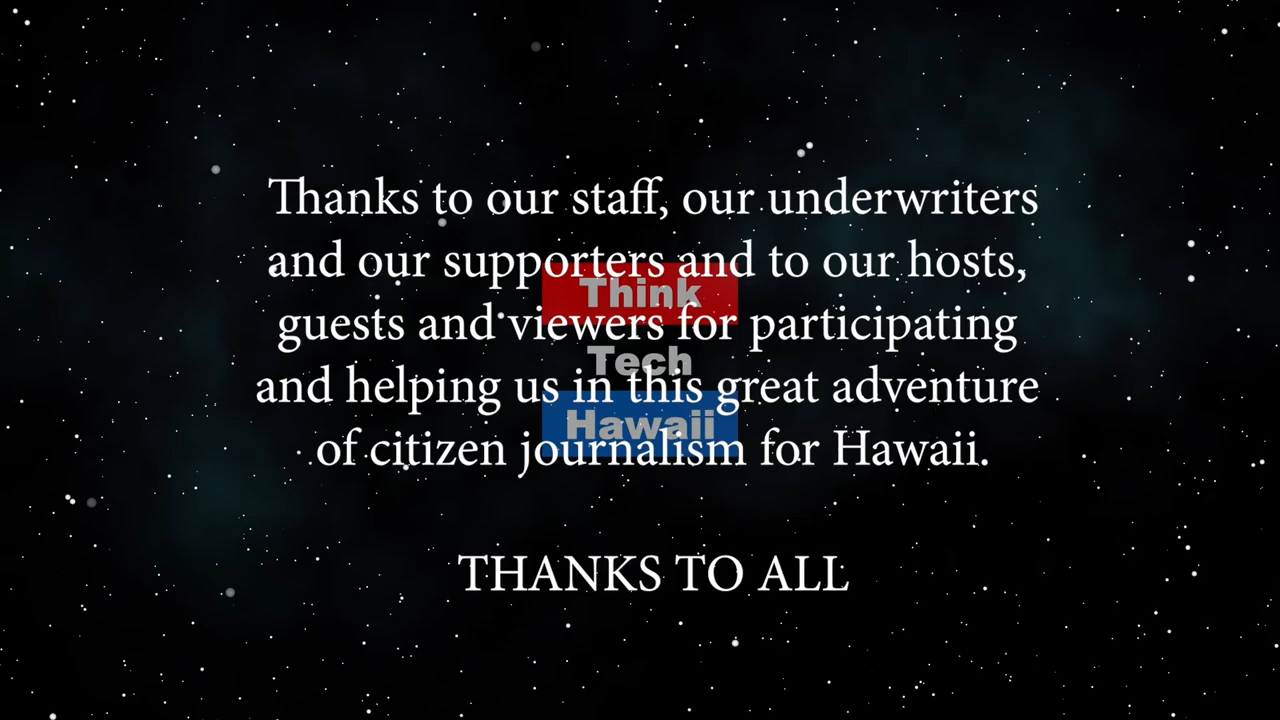 Thanks to our staff, our underwriters
and our supporters and to our hosts,
guests and viewers for participating
and helping us in this great adventure
of citizen journalism for Hawaii.
THANKS TO ALL
Think
Tech
Hawaii